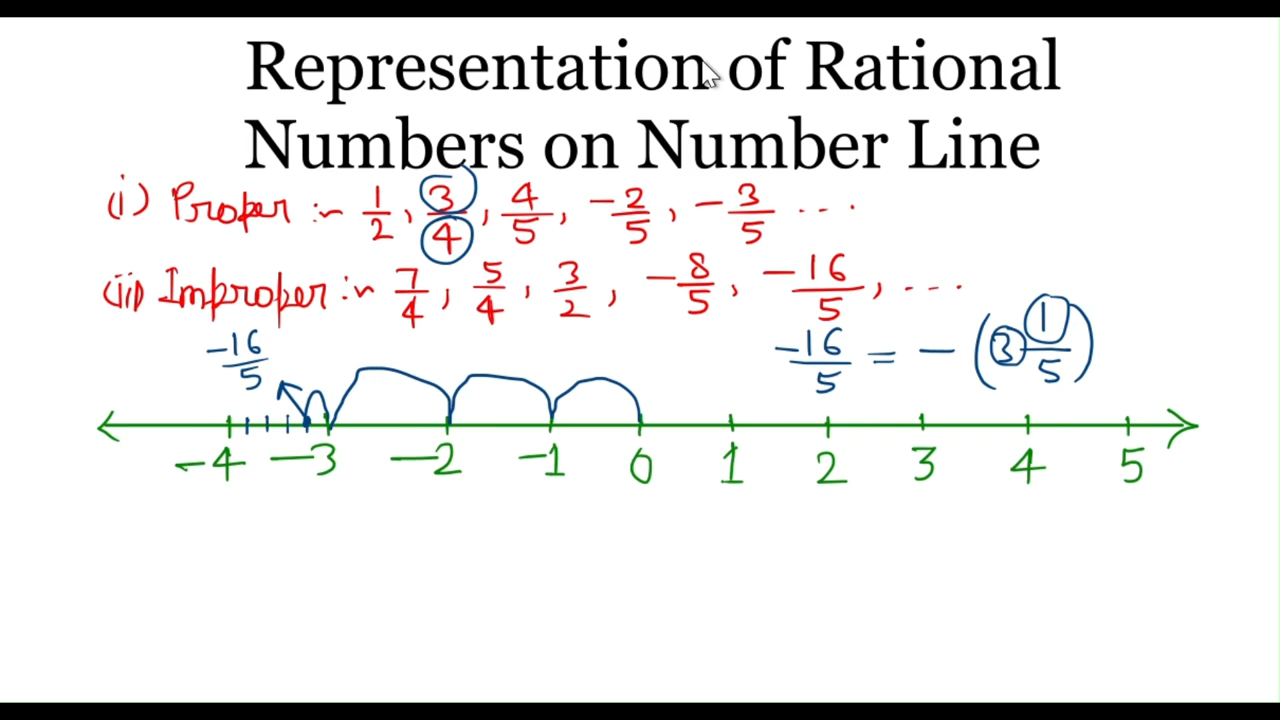 Representation of Rational
Numbers on Number Line
(i) Proper :- 1/2, 3/4, 4/5, -2/5, -3/5 ...
(ii) Improper :- 7/4, 5/4, 3/2, -8/5, -16/5, ...
-16/5
-16/5 = -(3 1/5)
-4 -3 -2 -1 0 1 2 3 4 5